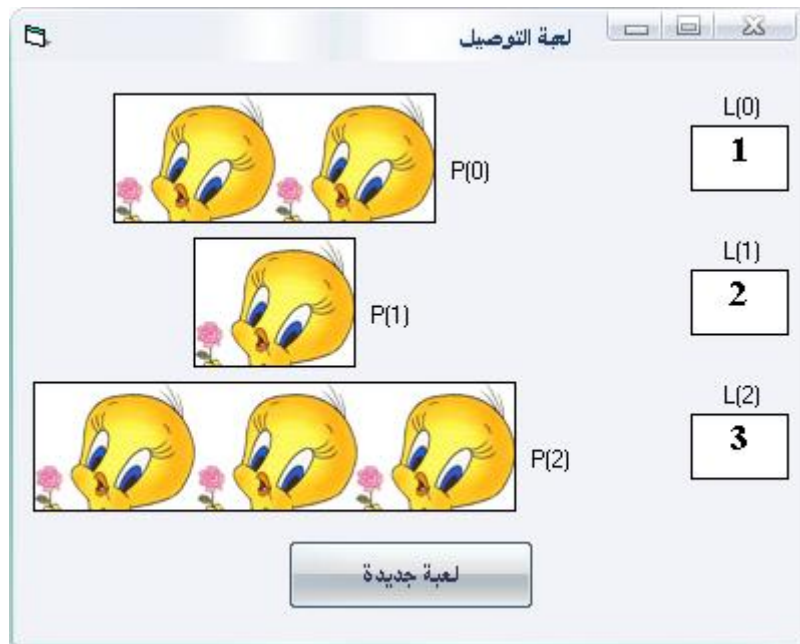 لعبة التوصيل
L(0)
1
P(0)
L(1)
2
P(1)
L(2)
3
P(2)
لعبة جديدة